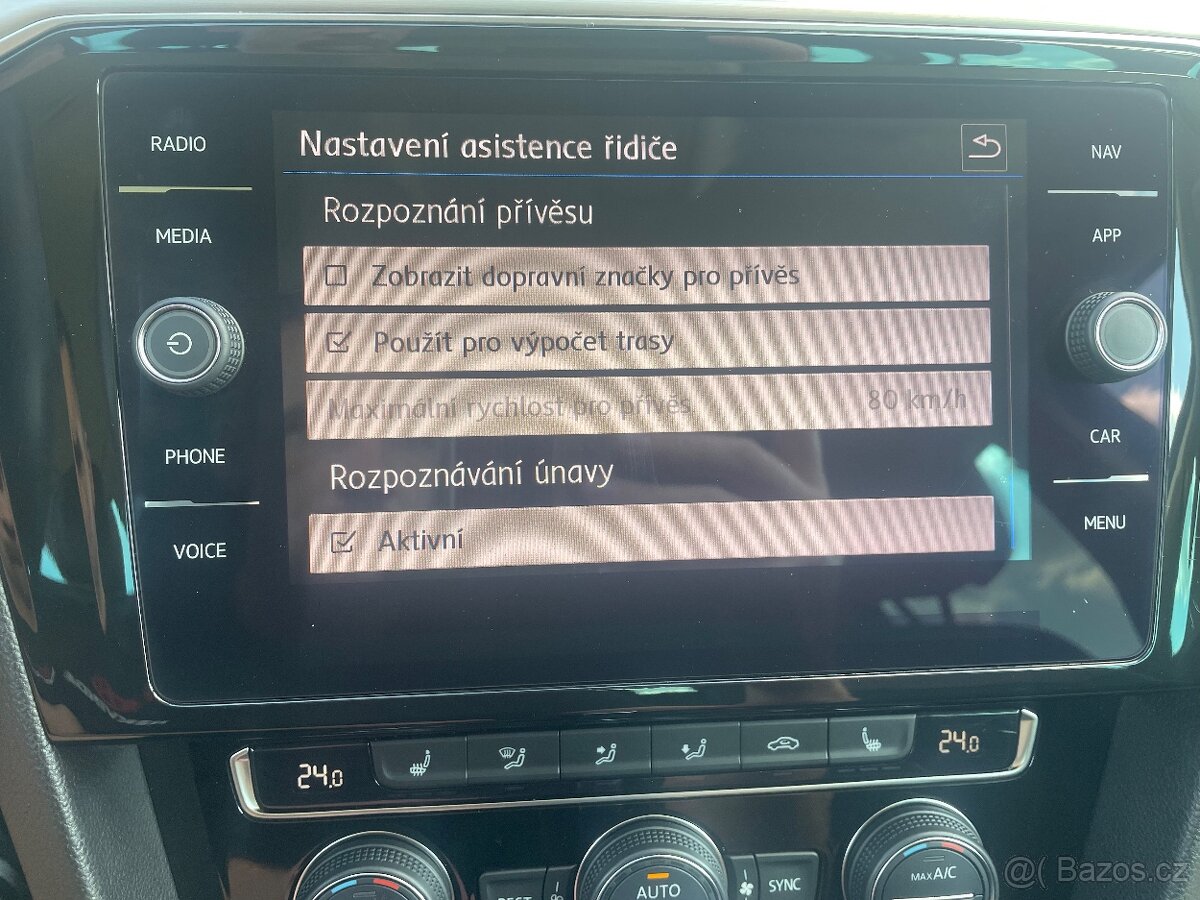 RADIO
MEDIA
PHONE
VOICE
Nastavení asistence řidiče
Rozpoznání přívěsu
Zobrazit dopravní značky pro přívěs
Použít pro výpočet trasy
Maximální rychlost pro přívěs 80 km/h
Rozpoznávání únavy
Aktivní
NAV
APP
CAR
MENU
24.0
24.0
REST
AUTO
SYNC
MAX A/C
@( Bazos.cz